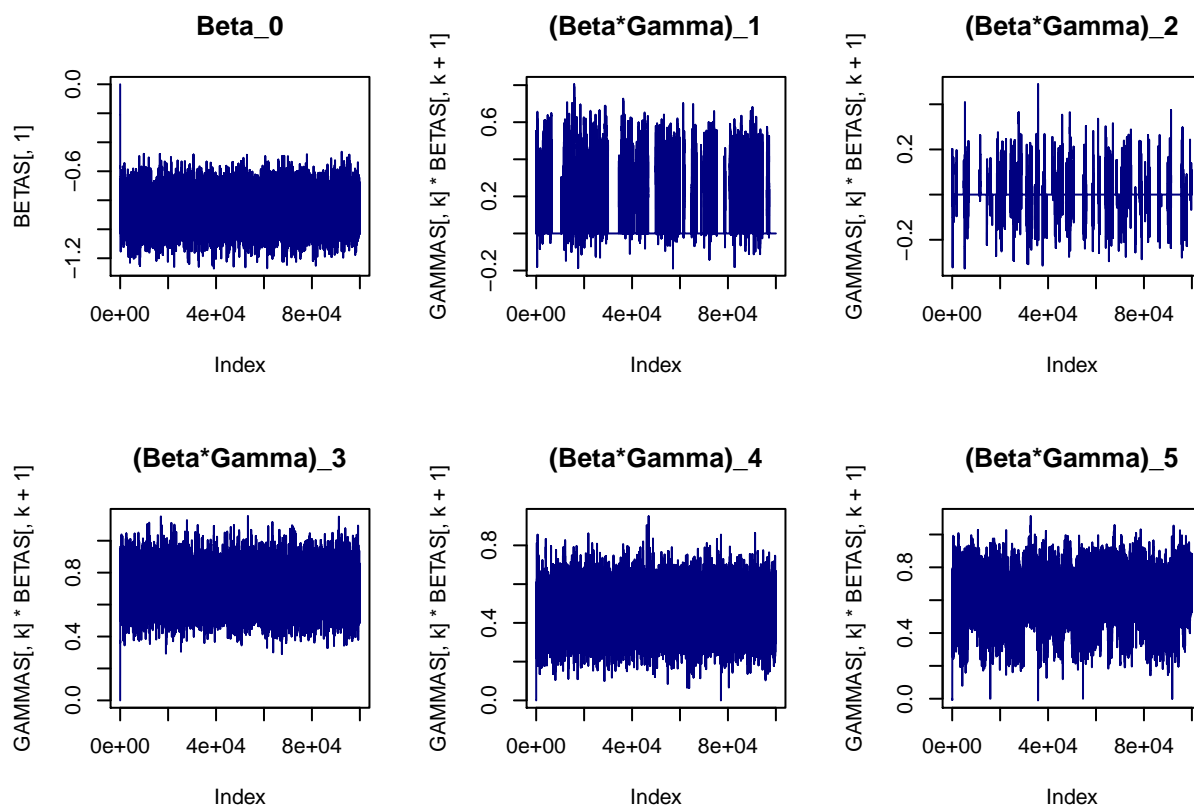 Beta_0
BETAS[, 1]
0.0
−0.6
−1.2
0e+00 4e+04 8e+04
Index
(Beta*Gamma)_1
GAMMAS[, k] * BETAS[, k + 1]
0.6
0.2
−0.2
0e+00 4e+04 8e+04
Index
(Beta*Gamma)_2
GAMMAS[, k] * BETAS[, k + 1]
0.2
−0.2
0e+00 4e+04 8e+04
Index
(Beta*Gamma)_3
GAMMAS[, k] * BETAS[, k + 1]
0.8
0.4
0.0
0e+00 4e+04 8e+04
Index
(Beta*Gamma)_4
GAMMAS[, k] * BETAS[, k + 1]
0.8
0.4
0.0
0e+00 4e+04 8e+04
Index
(Beta*Gamma)_5
GAMMAS[, k] * BETAS[, k + 1]
0.8
0.4
0.0
0e+00 4e+04 8e+04
Index